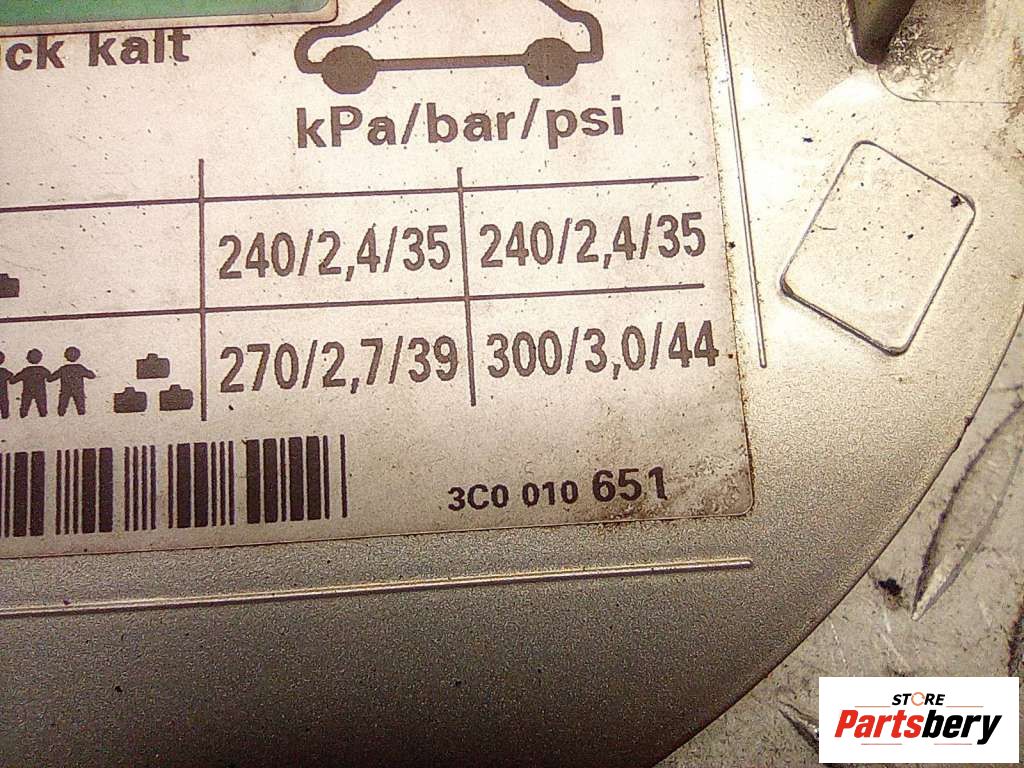 kalt
kPa/bar/psi
240/2,4/35 240/2,4/35
270/2,7/39 300/3,0/44
3C0 010 651
STORE
Partsbery